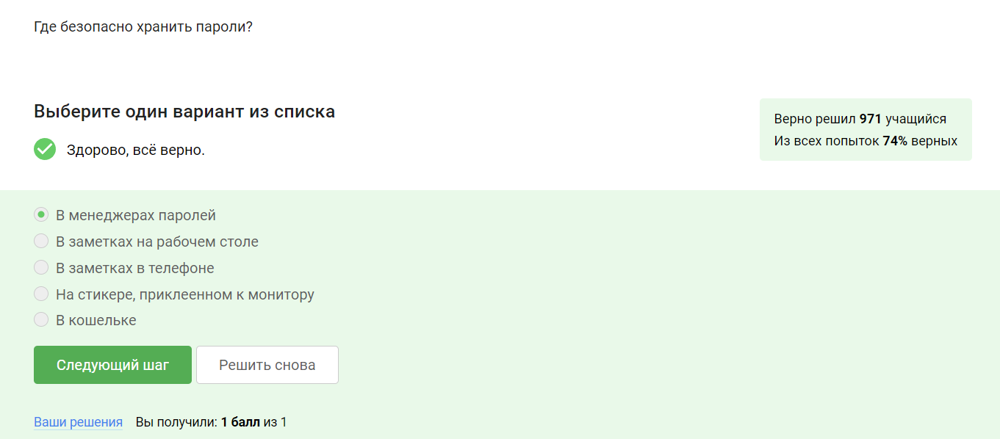 Где безопасно хранить пароли?
Выберите один вариант из списка
Верно решил 971 учащийся
Из всех попыток 74% верных
Здорово, всё верно.
В менеджерах паролей
В заметках на рабочем столе
В заметках в телефоне
На стикере, приклеенном к монитору
В кошельке
Следующий шаг
Решить снова
Ваши решения
Вы получили: 1 балл из 1